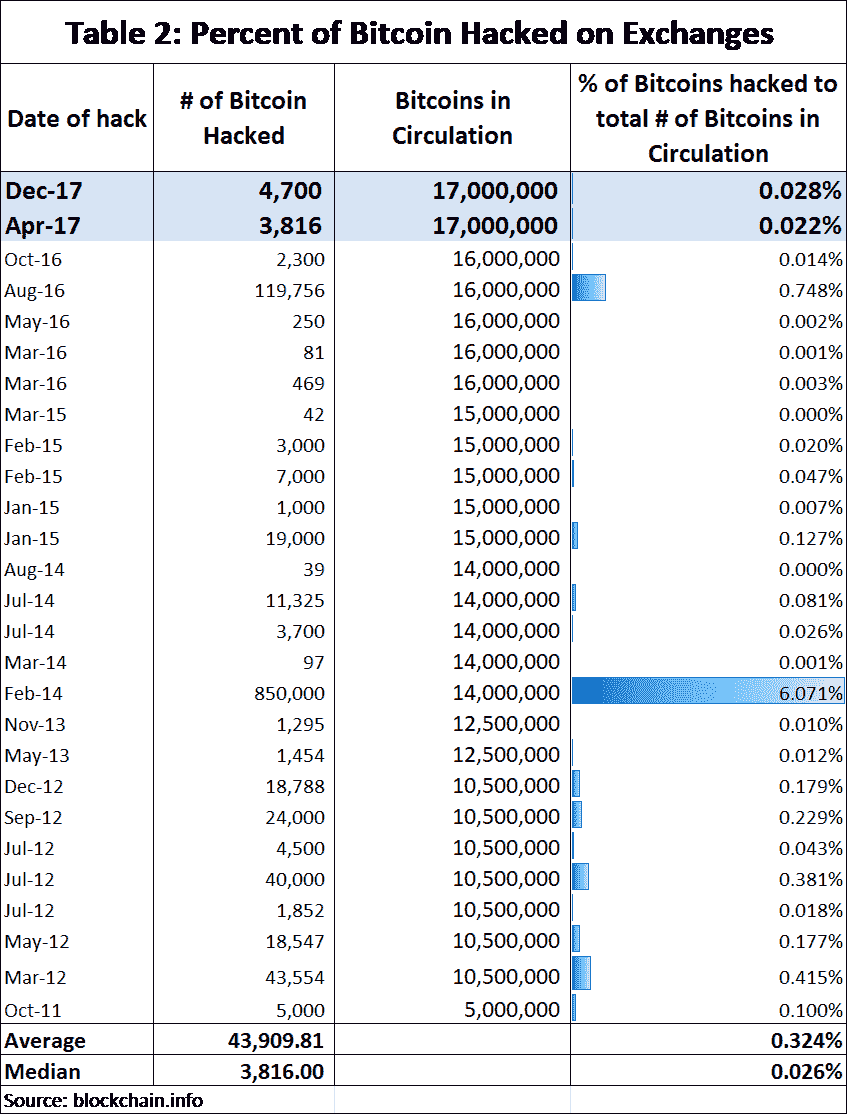 Table 2: Percent of Bitcoin Hacked on Exchanges
Date of hack # of Bitcoin Hacked Bitcoins in Circulation % of Bitcoins hacked to total # of Bitcoins in Circulation
Dec-17 4,700 17,000,000 0.028%
Apr-17 3,816 17,000,000 0.022%
Oct-16 2,300 16,000,000 0.014%
Aug-16 119,756 16,000,000 0.748%
May-16 250 16,000,000 0.002%
Mar-16 81 16,000,000 0.001%
Mar-16 469 16,000,000 0.003%
Mar-15 42 15,000,000 0.000%
Feb-15 3,000 15,000,000 0.020%
Feb-15 7,000 15,000,000 0.047%
Jan-15 1,000 15,000,000 0.007%
Jan-15 19,000 15,000,000 0.127%
Aug-14 39 14,000,000 0.000%
Jul-14 11,325 14,000,000 0.081%
Jul-14 3,700 14,000,000 0.026%
Mar-14 97 14,000,000 0.001%
Feb-14 850,000 14,000,000 6.071%
Nov-13 1,295 12,500,000 0.010%
May-13 1,454 12,500,000 0.012%
Dec-12 18,788 10,500,000 0.179%
Sep-12 24,000 10,500,000 0.229%
Jul-12 4,500 10,500,000 0.043%
Jul-12 40,000 10,500,000 0.381%
Jul-12 1,852 10,500,000 0.018%
May-12 18,547 10,500,000 0.177%
Mar-12 43,554 10,500,000 0.415%
Oct-11 5,000 5,000,000 0.100%
Average 43,909.81 0.324%
Median 3,816.00 0.026%
Source: blockchain.info